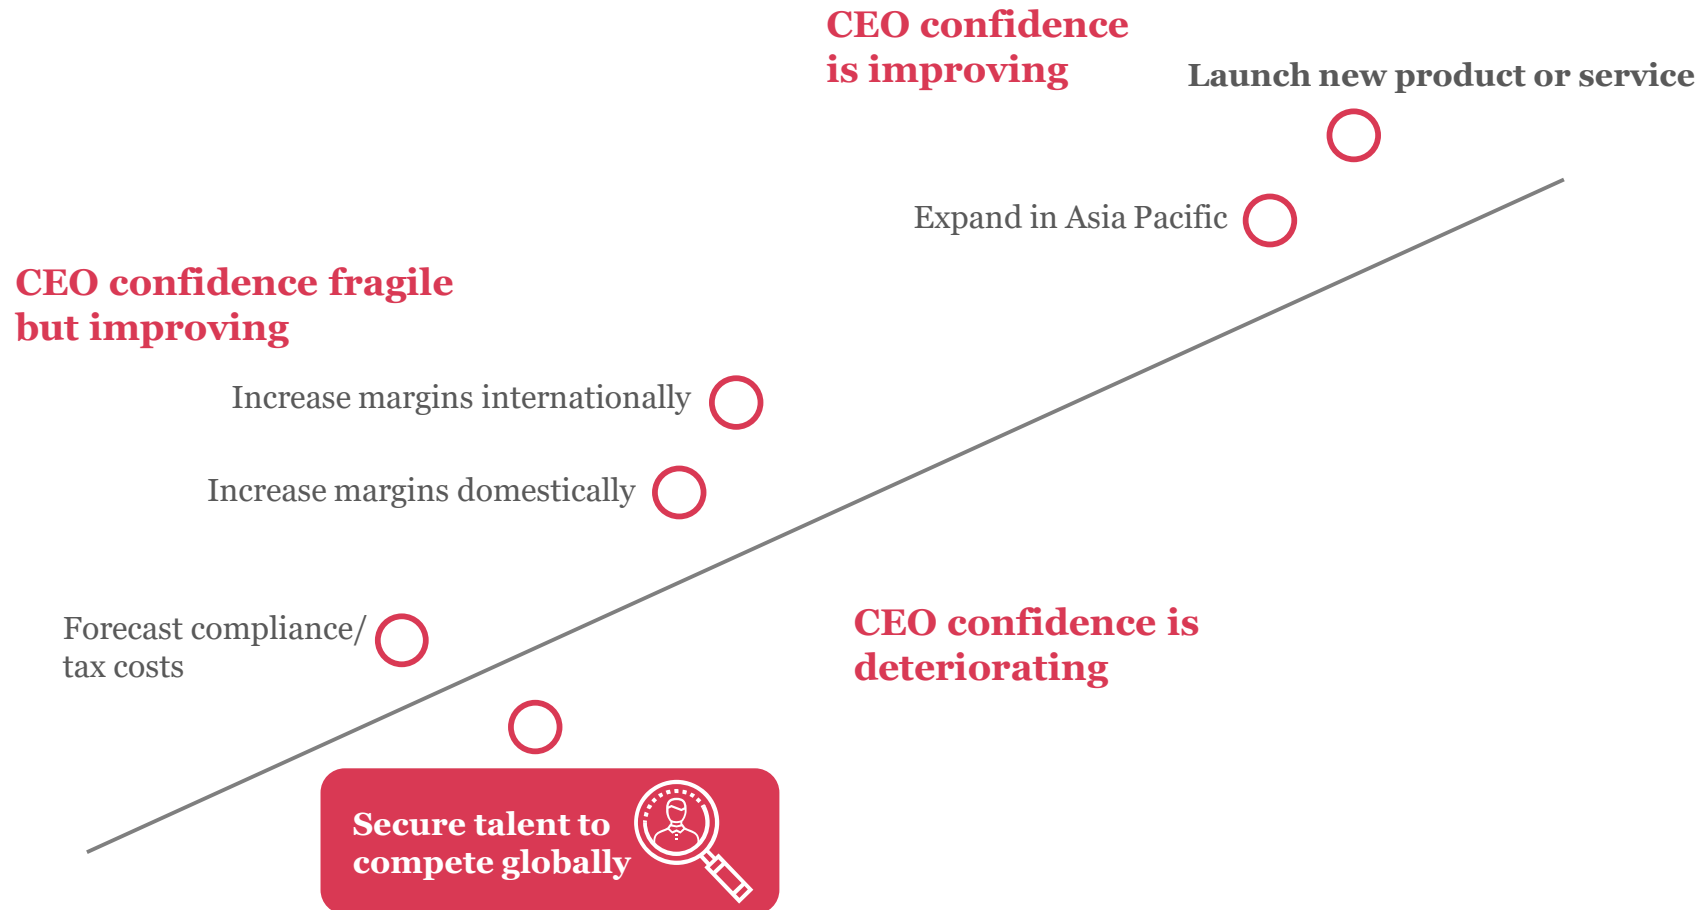 CEO confidence
is improving
Launch new product or service
Expand in Asia Pacific
CEO confidence fragile
but improving
Increase margins internationally
Increase margins domestically
Forecast compliance/
tax costs
CEO confidence is
deteriorating
Secure talent to
compete globally